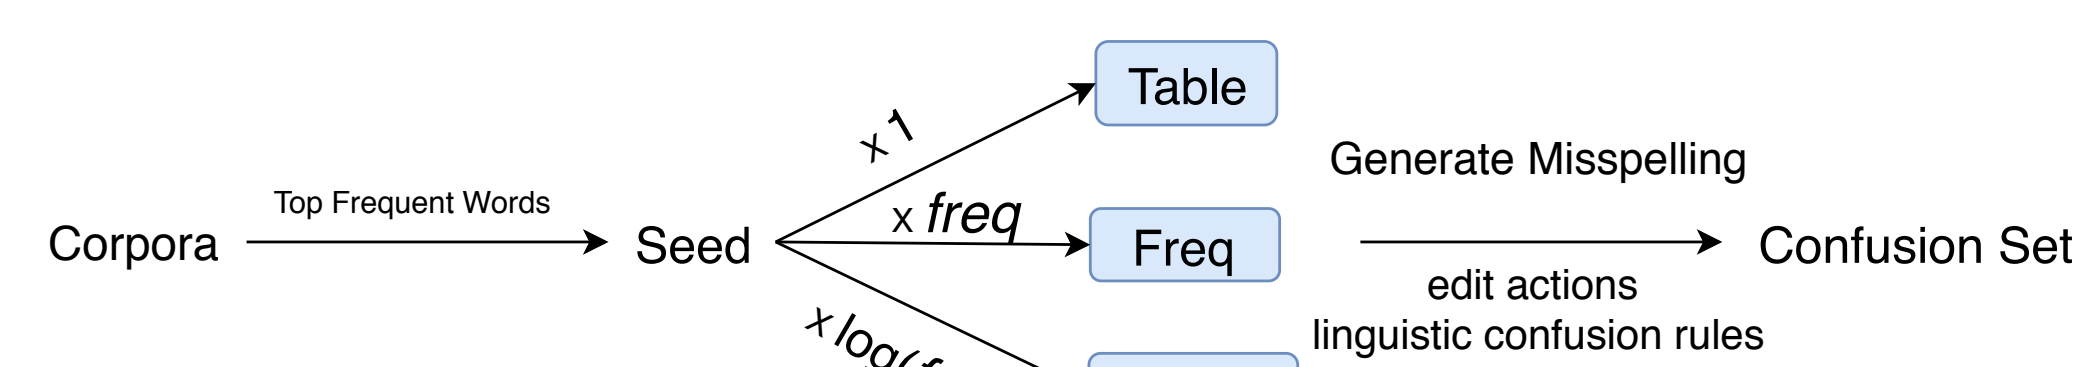 Corpora
Top Frequent Words
Seed
x 1
x freq
x log(f
Table
Freq
Generate Misspelling
edit actions
linguistic confusion rules
Confusion Set